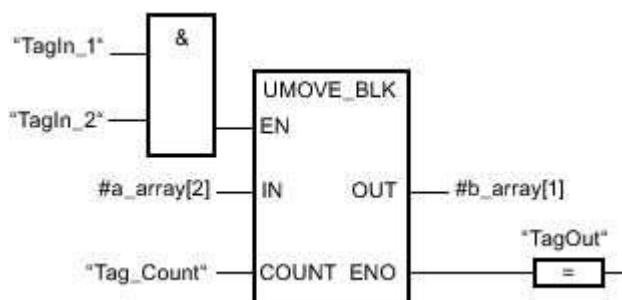 "TagIn_1"
&
UMOVE_BLK
"TagIn_2"
EN
#a_array[2]
IN
OUT
#b_array[1]
"TagOut"
"Tag_Count"
COUNT
ENO
=